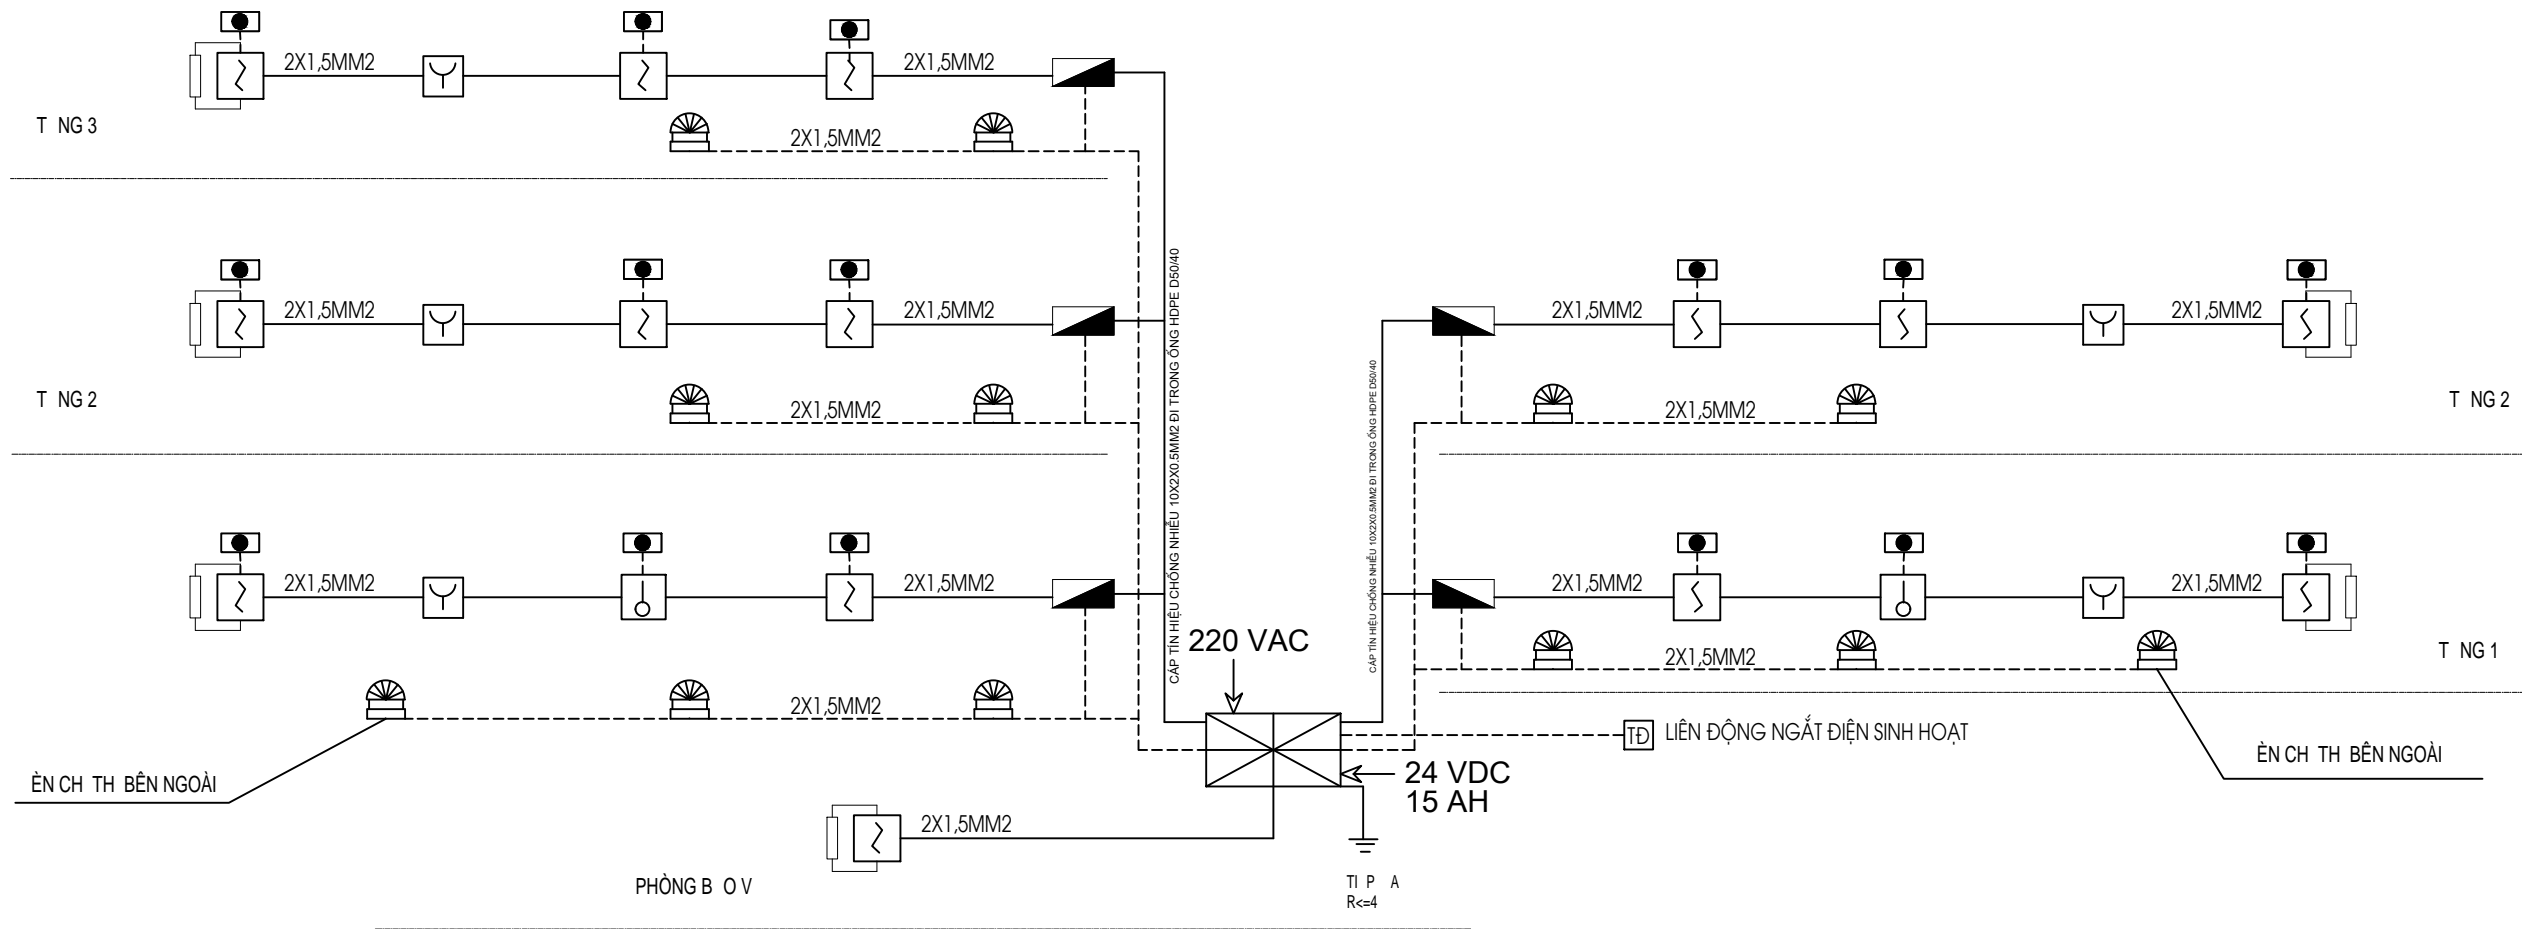 2X1,5MM2
2X1,5MM2
T NG 3
2X1,5MM2
2X1,5MM2
2X1,5MM2
2X1,5MM2
2X1,5MM2
T NG 2
2X1,5MM2
2X1,5MM2
T NG 2
CÁP TÍN HIỆU CHỐNG NHIỄU 10X2X0.5MM2 ĐI TRONG ỐNG HDPE D50/40
CÁP TÍN HIỆU CHỐNG NHIỄU 10X2X0.5MM2 ĐI TRONG ỐNG HDPE D50/40
2X1,5MM2
2X1,5MM2
2X1,5MM2
2X1,5MM2
220 VAC
2X1,5MM2
T NG 1
2X1,5MM2
TĐ LIÊN ĐỘNG NGẮT ĐIỆN SINH HOẠT
ÈN CH TH BÊN NGOÀI
24 VDC
15 AH
ÈN CH TH BÊN NGOÀI
2X1,5MM2
PHÒNG B O V
TI P A
R<=4